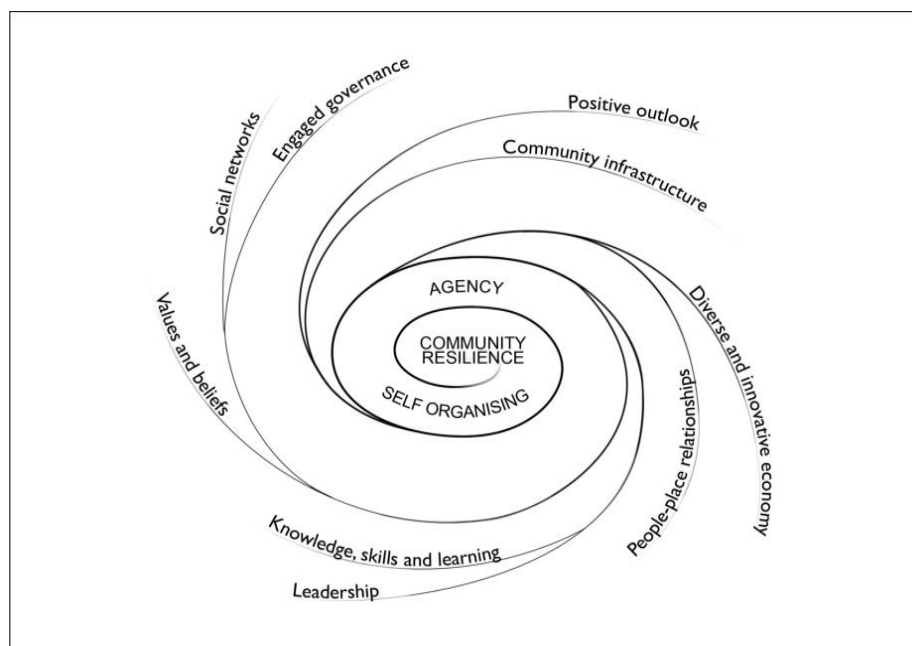 Social networks
Engaged governance
Positive outlook
Community infrastructure
Values and beliefs
AGENCY
COMMUNITY
RESILIENCE
SELF ORGANISING
Diverse and innovative economy
People-place relationships
Knowledge, skills and learning
Leadership